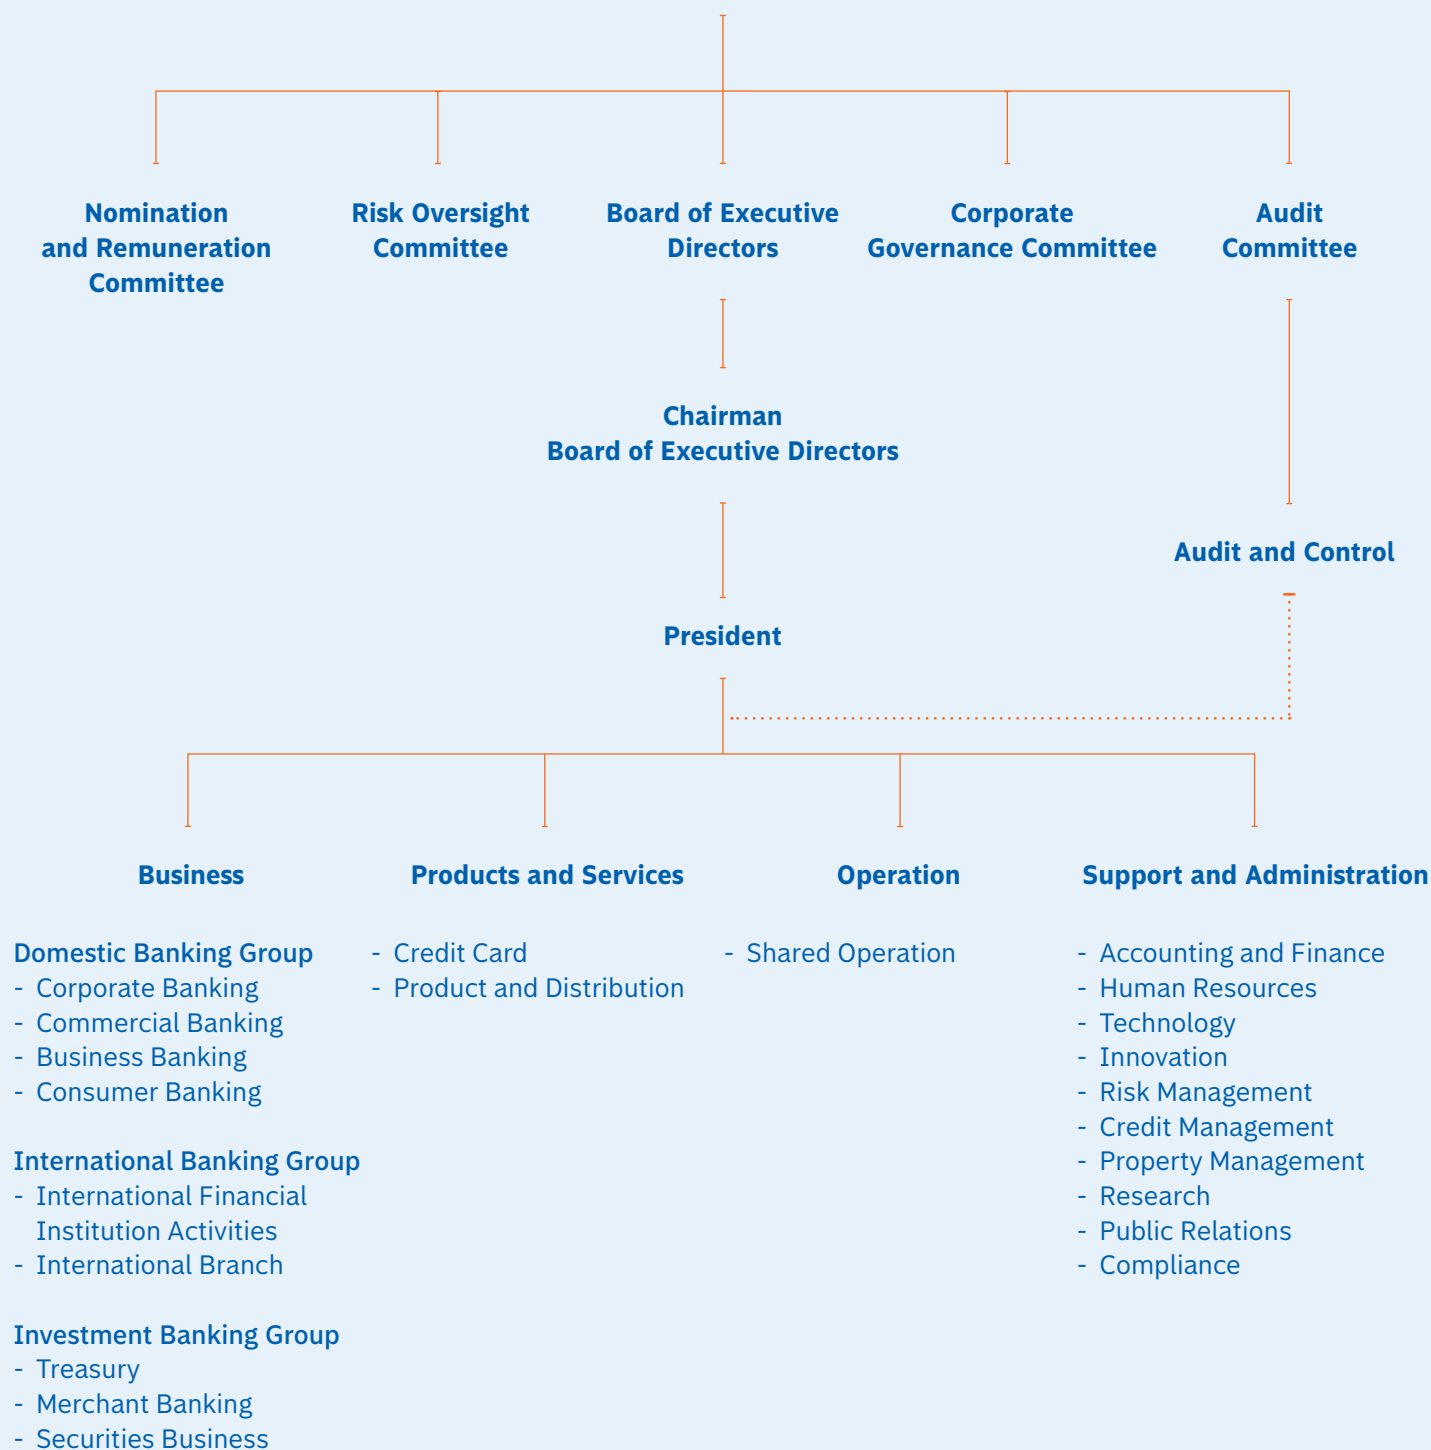 Nomination
and Remuneration
Committee
Risk Oversight
Committee
Board of Executive
Directors
Corporate
Governance Committee
Audit
Committee
Chairman
Board of Executive Directors
Audit and Control
President
Business
Domestic Banking Group
- Corporate Banking
- Commercial Banking
- Business Banking
- Consumer Banking
International Banking Group
- International Financial
Institution Activities
- International Branch
Investment Banking Group
- Treasury
- Merchant Banking
- Securities Business
Products and Services
- Credit Card
- Product and Distribution
Operation
- Shared Operation
Support and Administration
- Accounting and Finance
- Human Resources
- Technology
- Innovation
- Risk Management
- Credit Management
- Property Management
- Research
- Public Relations
- Compliance